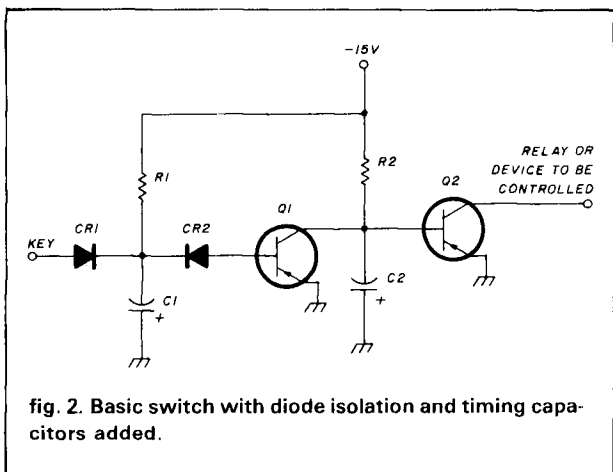 -15V
RELAY OR
DEVICE TO BE
CONTROLLED
R1
R2
Q1
Q2
KEY
CR1
CR2
C1
+
C2
+
fig. 2. Basic switch with diode isolation and timing capa-
citors added.